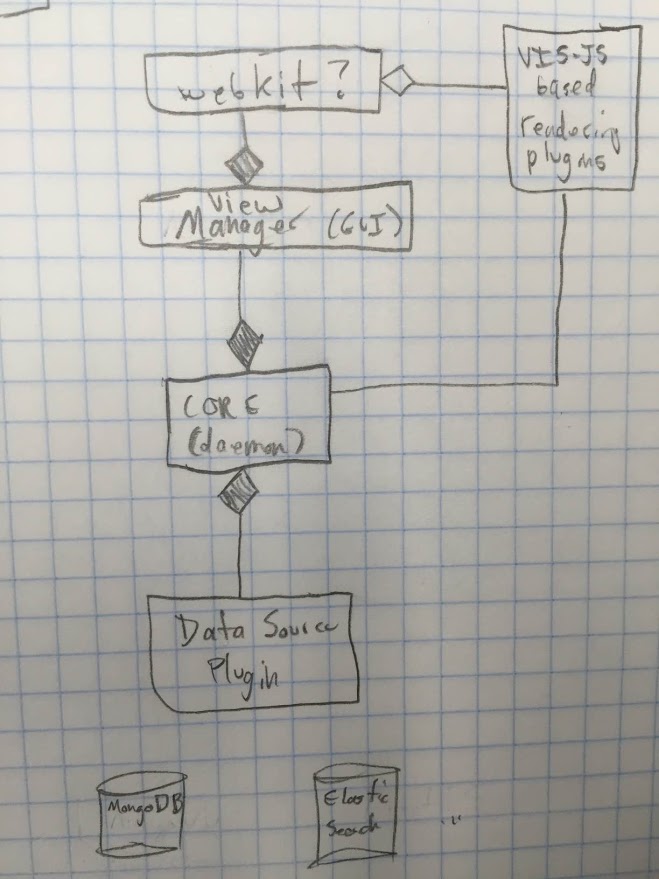 webkit?
VIS-JS
based
rendering
plugins
View
Manager (GUI)
CORE
(daemon)
Data Source
Plugin
MongoDB
Elastic
Search
...